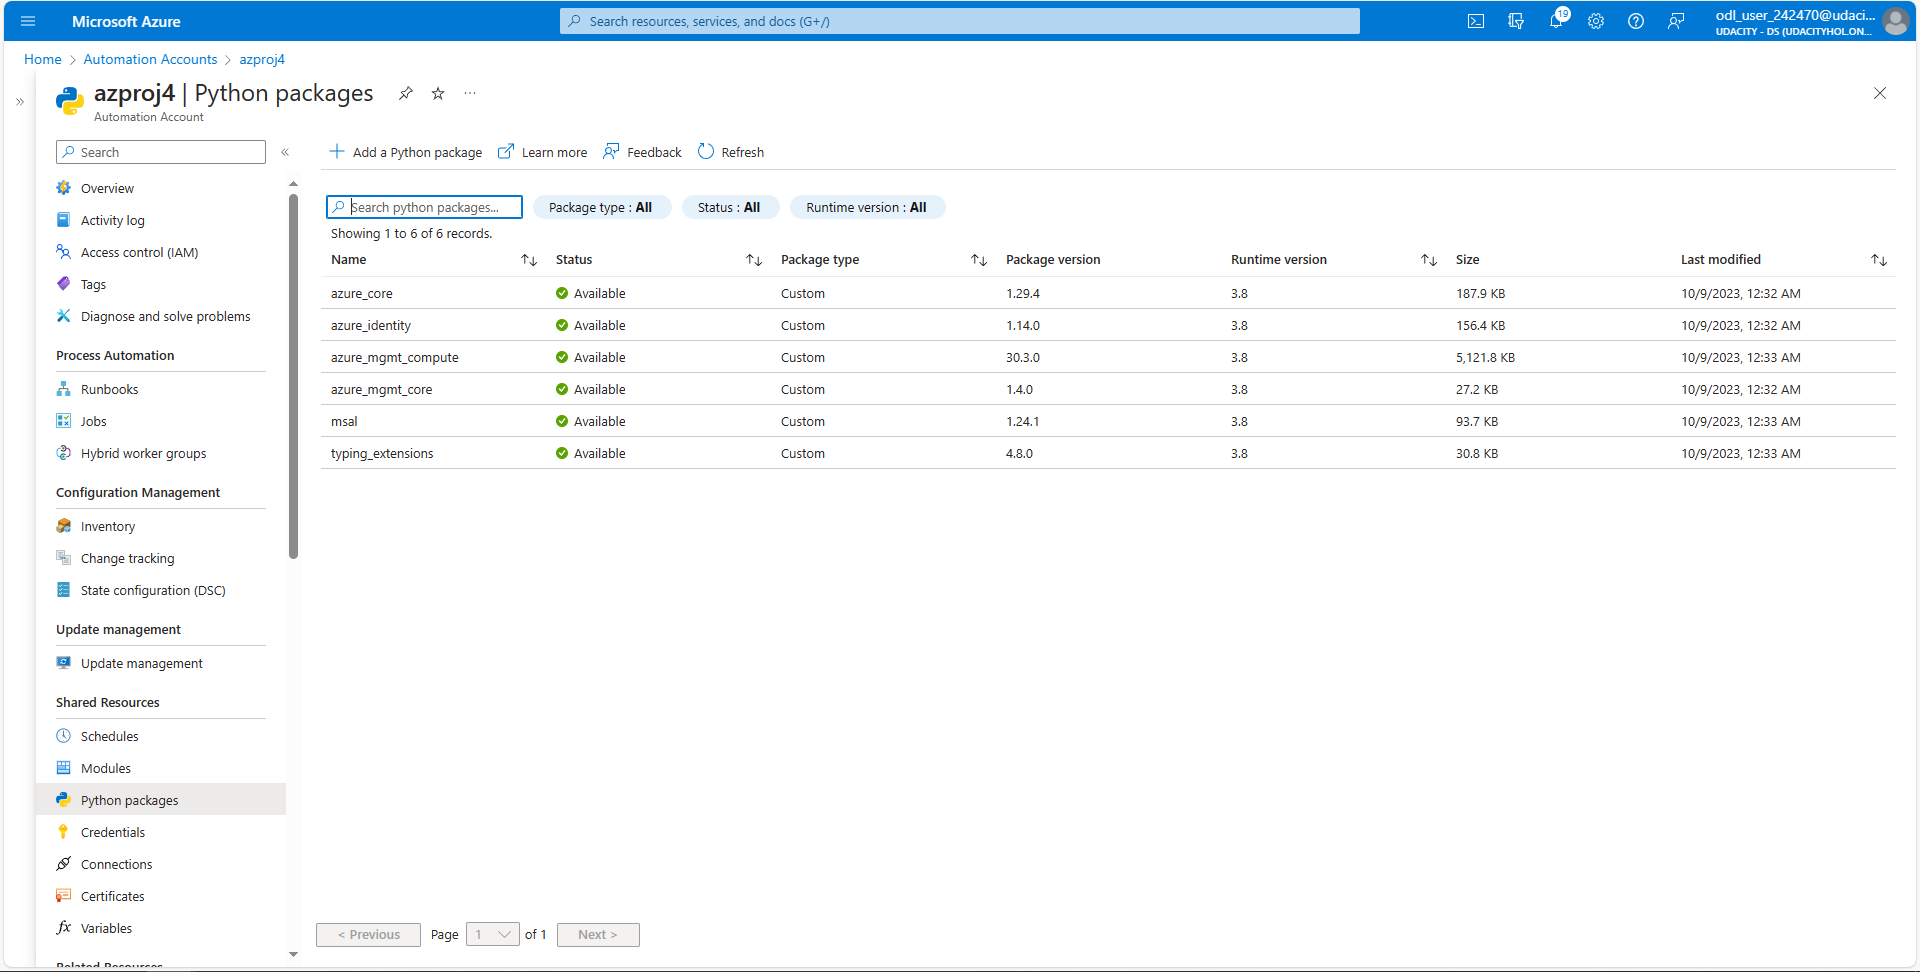 Microsoft Azure
Search resources, services, and docs (G+/)
19
odl_user_242470@udaci...
UDACITY - DS (UDACITYHOL.ON...
Home > Automation Accounts > azproj4
azproj4 | Python packages
Automation Account
Search
Add a Python package
Learn more
Feedback
Refresh
Overview
Activity log
Access control (IAM)
Tags
Diagnose and solve problems
Process Automation
Runbooks
Jobs
Hybrid worker groups
Configuration Management
Inventory
Change tracking
State configuration (DSC)
Update management
Update management
Shared Resources
Schedules
Modules
Python packages
Credentials
Connections
Certificates
Variables
Related Resources
Search python packages...
Package type : All
Status : All
Runtime version : All
Showing 1 to 6 of 6 records.
Name Status Package type Package version Runtime version Size Last modified
azure_core Available Custom 1.29.4 3.8 187.9 KB 10/9/2023, 12:32 AM
azure_identity Available Custom 1.14.0 3.8 156.4 KB 10/9/2023, 12:32 AM
azure_mgmt_compute Available Custom 30.3.0 3.8 5,121.8 KB 10/9/2023, 12:33 AM
azure_mgmt_core Available Custom 1.4.0 3.8 27.2 KB 10/9/2023, 12:32 AM
msal Available Custom 1.24.1 3.8 93.7 KB 10/9/2023, 12:33 AM
typing_extensions Available Custom 4.8.0 3.8 30.8 KB 10/9/2023, 12:33 AM
< Previous Page 1 of 1 Next >